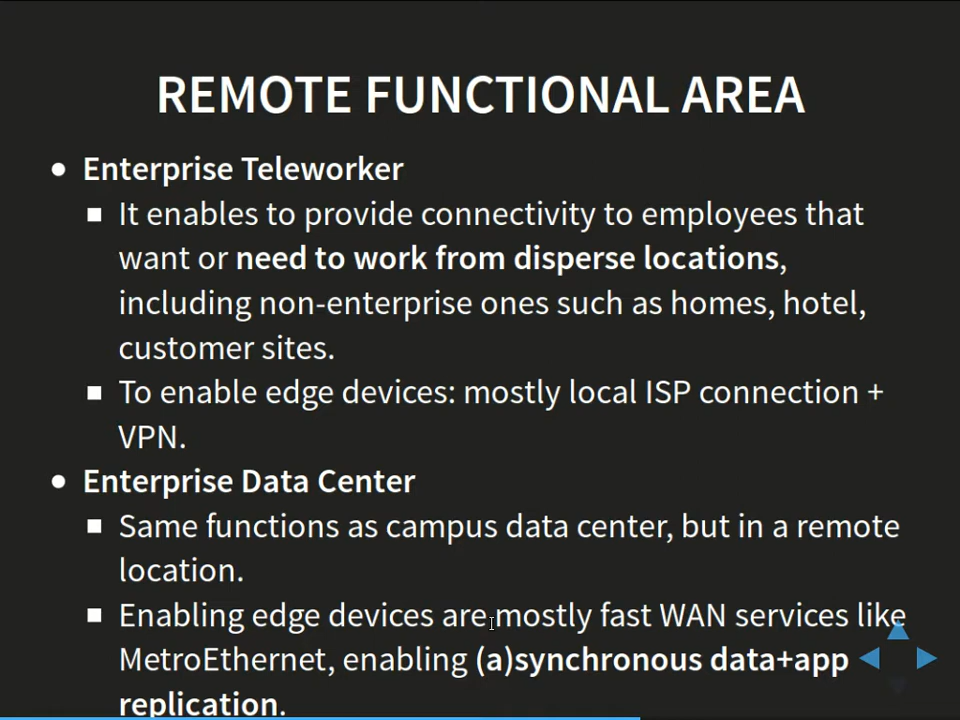 REMOTE FUNCTIONAL AREA
• Enterprise Teleworker
▪ It enables to provide connectivity to employees that
want or need to work from disperse locations,
including non-enterprise ones such as homes, hotel,
customer sites.
▪ To enable edge devices: mostly local ISP connection +
VPN.
• Enterprise Data Center
▪ Same functions as campus data center, but in a remote
location.
▪ Enabling edge devices are mostly fast WAN services like
MetroEthernet, enabling (a)synchronous data+app
replication.